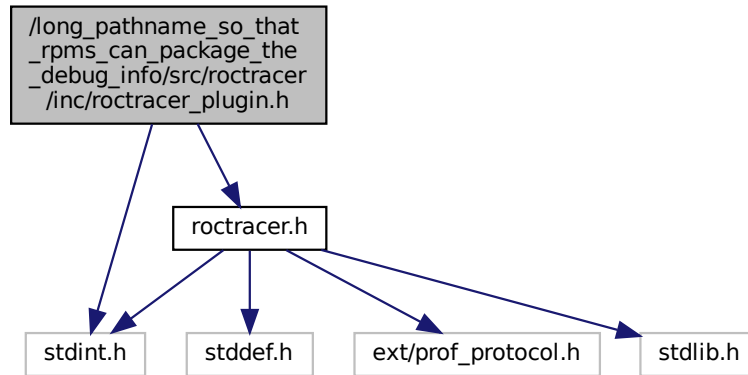 /long_pathname_so_that
_rpms_can_package_the
_debug_info/src/roctracer
/inc/roctracer_plugin.h
roctracer.h
stdint.h
stddef.h
ext/prof_protocol.h
stdlib.h